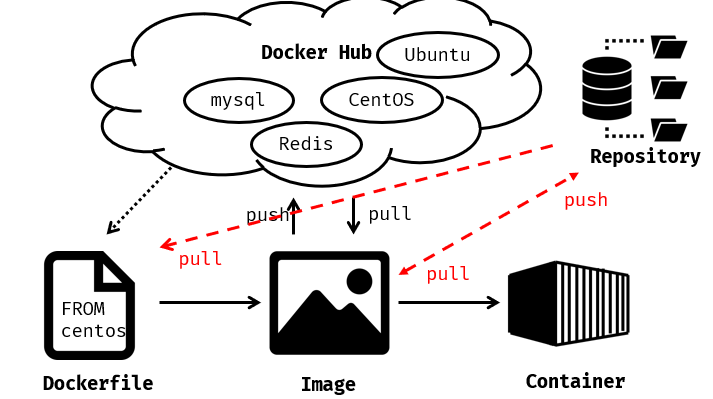 Docker Hub
Ubuntu
mysql
CentOS
Redis
Repository
push
pull
push
pull
pull
FROM
centos
Dockerfile
Image
Container